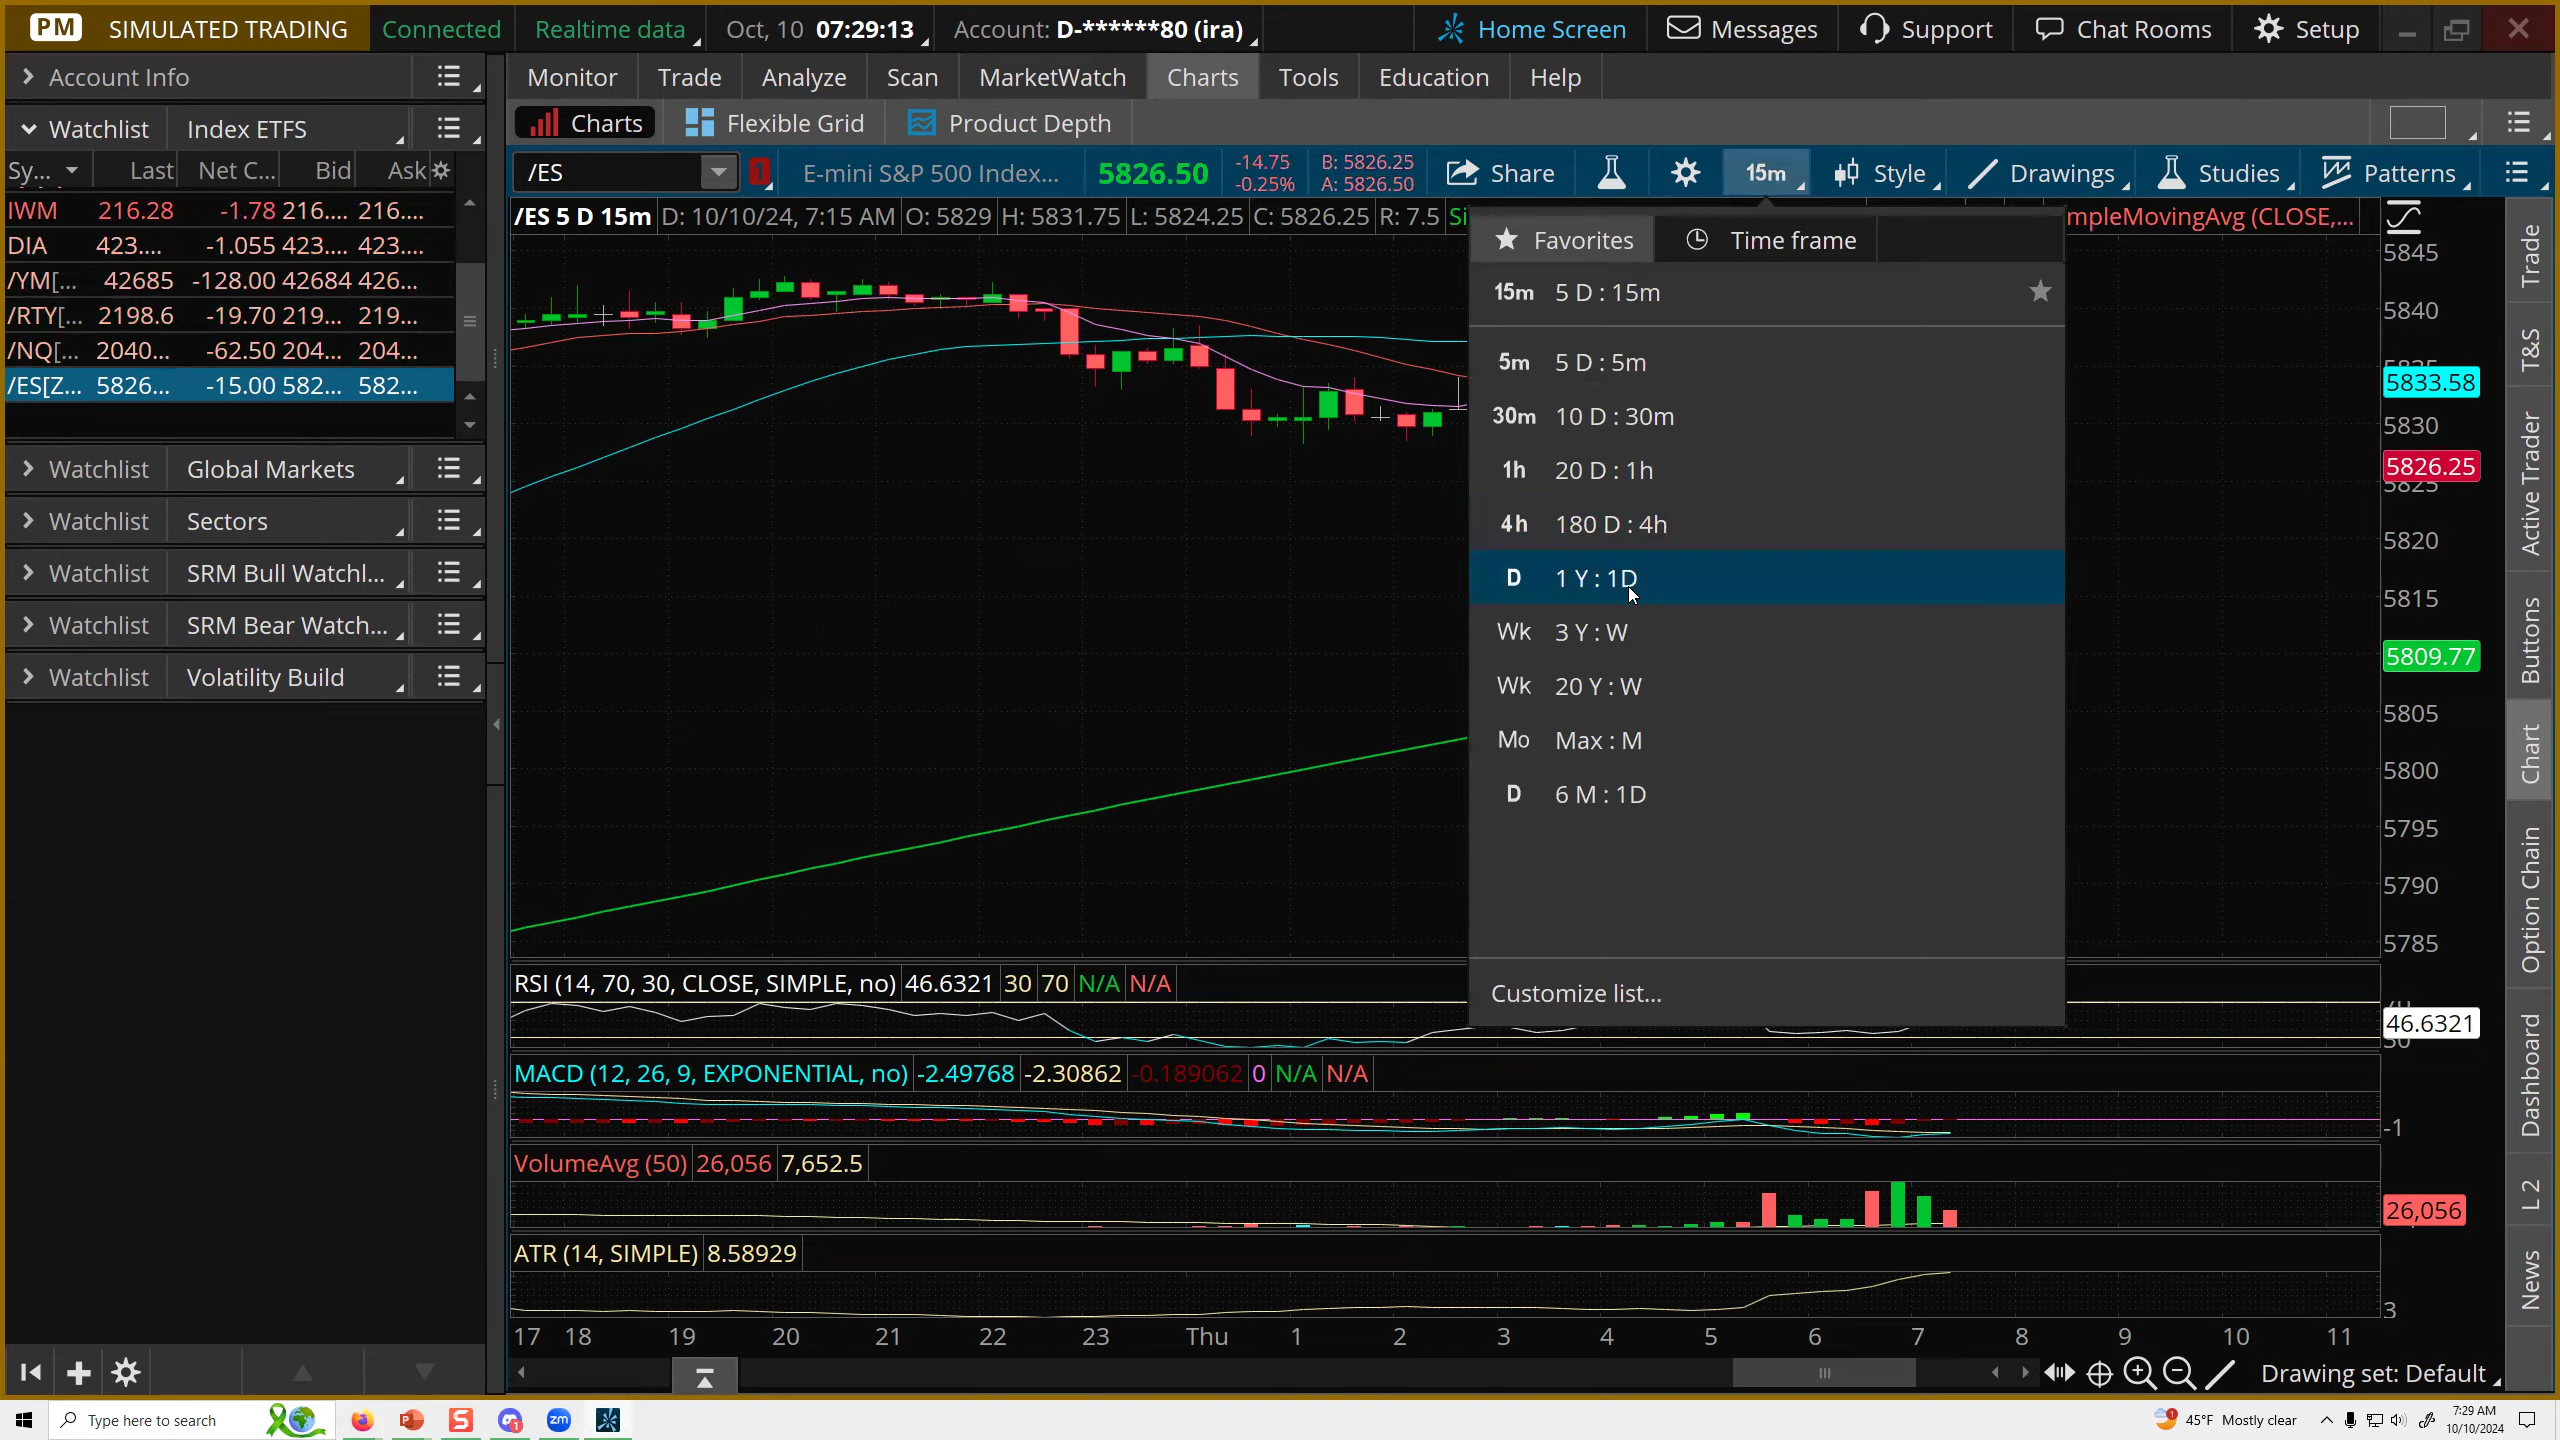 PM SIMULATED TRADING Connected Realtime data Oct, 10 07:29:13 Account: D-******80 (ira) Home Screen Messages Support Chat Rooms Setup
Account Info
Monitor Trade Analyze Scan MarketWatch Charts Tools Education Help
Watchlist Index ETFS
Charts Flexible Grid Product Depth
Sy... Last Net C... Bid Ask
/ES 1 E-mini S&P 500 Index... 5826.50 -14.75 -0.25% B: 5826.25 A: 5826.50 Share 15m Style Drawings Studies Patterns
/ES 5 D 15m D: 10/10/24, 7:15 AM O: 5829 H: 5831.75 L: 5824.25 C: 5826.25 R: 7.5 mpleMovingAvg (CLOSE,...
IWM 216.28 -1.78 216.... 216....
DIA 423.... -1.055 423.... 423....
/YM[... 42685 -128.00 42684 426...
/RTY[... 2198.6 -19.70 219... 219...
/NQ[... 2040... -62.50 204... 204...
/ES[Z... 5826... -15.00 582... 582...
Watchlist Global Markets
Watchlist Sectors
Watchlist SRM Bull Watchl...
Watchlist SRM Bear Watch...
Watchlist Volatility Build
Favorites Time frame
15m 5 D : 15m
5m 5 D : 5m
30m 10 D : 30m
1h 20 D : 1h
4h 180 D : 4h
D 1 Y : 1D
Wk 3 Y : W
Wk 20 Y : W
Mo Max : M
D 6 M : 1D
Customize list...
5845
5840
5833.58
5830
5826.25
5825
5820
5815
5809.77
5805
5800
5795
5790
5785
Trade
T&S
Active Trader
Buttons
Chart
Option Chain
Dashboard
L 2
News
RSI (14, 70, 30, CLOSE, SIMPLE, no) 46.6321 30 70 N/A N/A
46.6321
MACD (12, 26, 9, EXPONENTIAL, no) -2.49768 -2.30862 -0.189062 0 N/A N/A
-1
VolumeAvg (50) 26,056 7,652.5
26,056
ATR (14, SIMPLE) 8.58929
3
17 18 19 20 21 22 23 Thu 1 2 3 4 5 6 7 8 9 10 11
Drawing set: Default
Type here to search
45°F Mostly clear
7:29 AM
10/10/2024